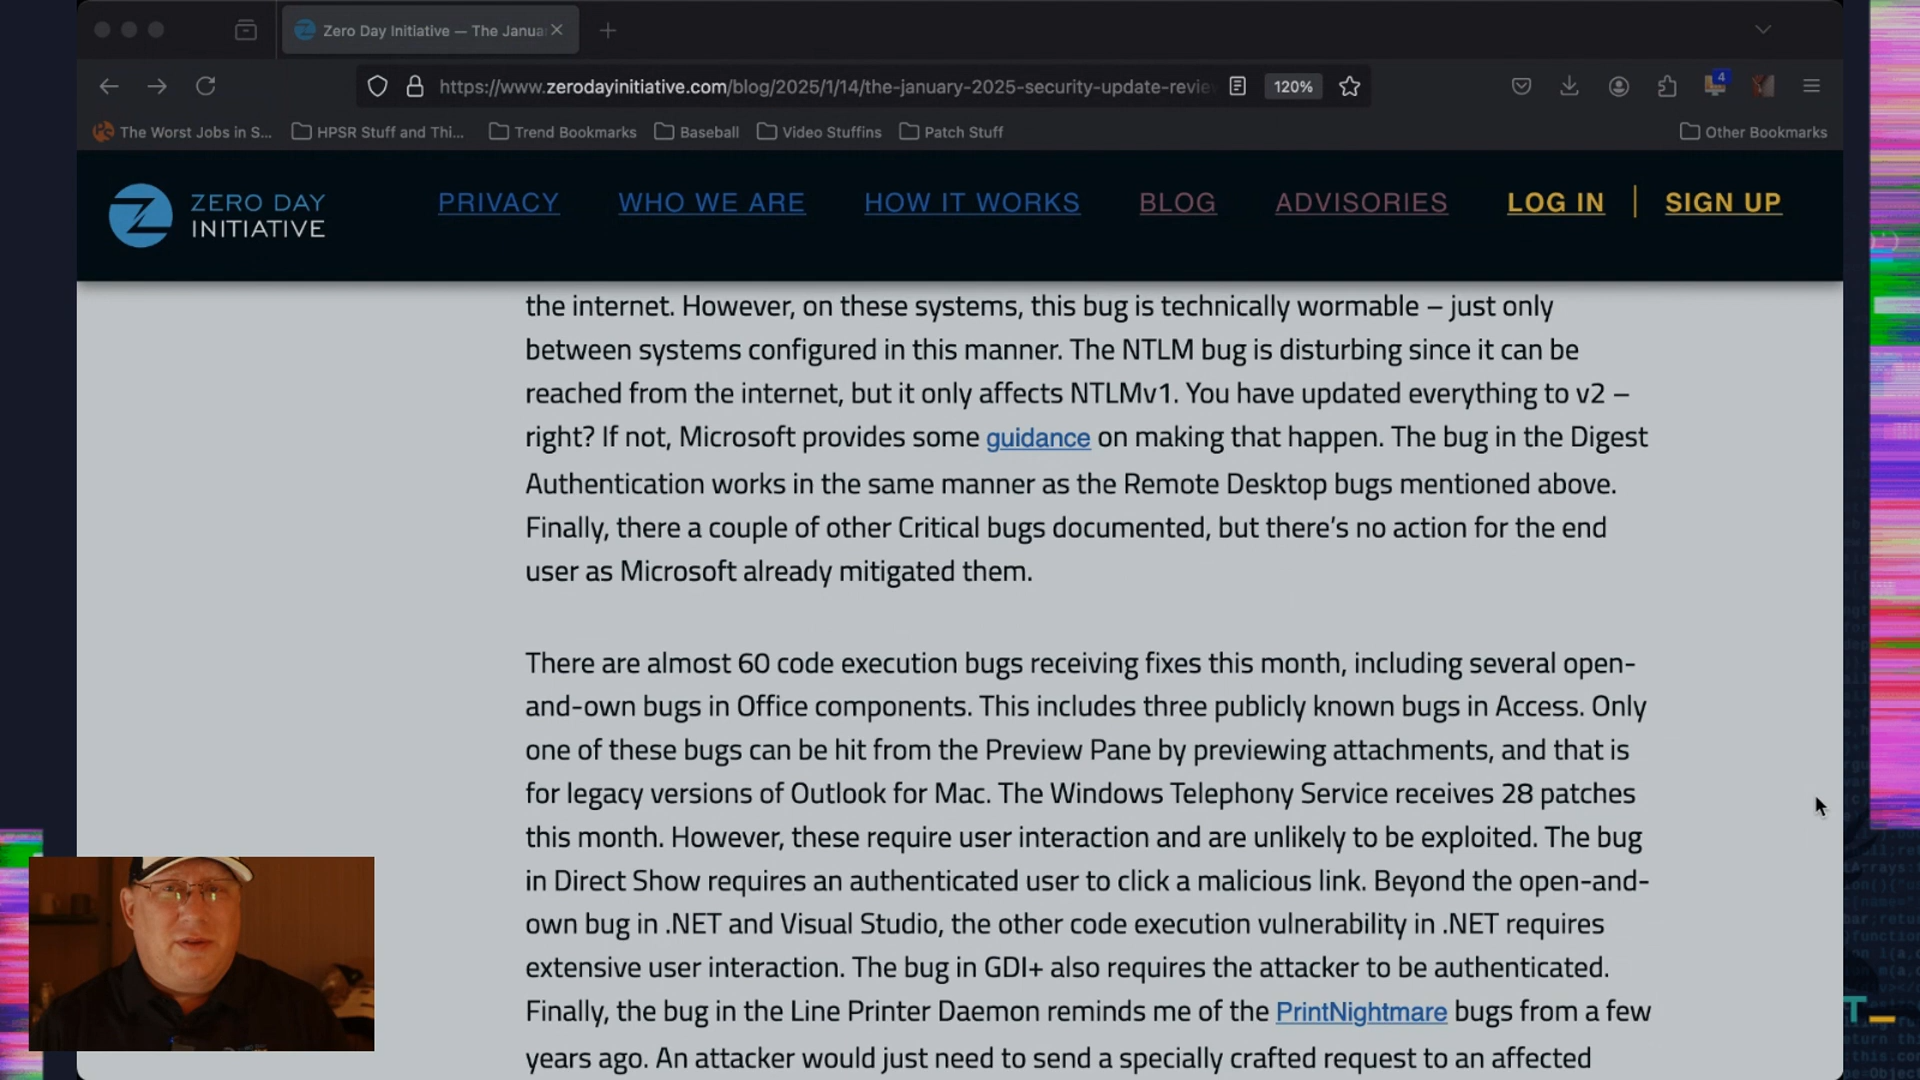 Zero Day Initiative — The Janua
https://www.zerodayinitiative.com/blog/2025/1/14/the-january-2025-security-update-revie
120%
4
The Worst Jobs in S...
HPSR Stuff and Thi...
Trend Bookmarks
Baseball
Video Stuffins
Patch Stuff
Other Bookmarks
ZERO DAY
INITIATIVE
PRIVACY
WHO WE ARE
HOW IT WORKS
BLOG
ADVISORIES
LOG IN
SIGN UP
the internet. However, on these systems, this bug is technically wormable – just only
between systems configured in this manner. The NTLM bug is disturbing since it can be
reached from the internet, but it only affects NTLMv1. You have updated everything to v2 –
right? If not, Microsoft provides some guidance on making that happen. The bug in the Digest
Authentication works in the same manner as the Remote Desktop bugs mentioned above.
Finally, there a couple of other Critical bugs documented, but there's no action for the end
user as Microsoft already mitigated them.
There are almost 60 code execution bugs receiving fixes this month, including several open-
and-own bugs in Office components. This includes three publicly known bugs in Access. Only
one of these bugs can be hit from the Preview Pane by previewing attachments, and that is
for legacy versions of Outlook for Mac. The Windows Telephony Service receives 28 patches
this month. However, these require user interaction and are unlikely to be exploited. The bug
in Direct Show requires an authenticated user to click a malicious link. Beyond the open-and-
own bug in .NET and Visual Studio, the other code execution vulnerability in .NET requires
extensive user interaction. The bug in GDI+ also requires the attacker to be authenticated.
Finally, the bug in the Line Printer Daemon reminds me of the PrintNightmare bugs from a few
years ago. An attacker would just need to send a specially crafted request to an affected